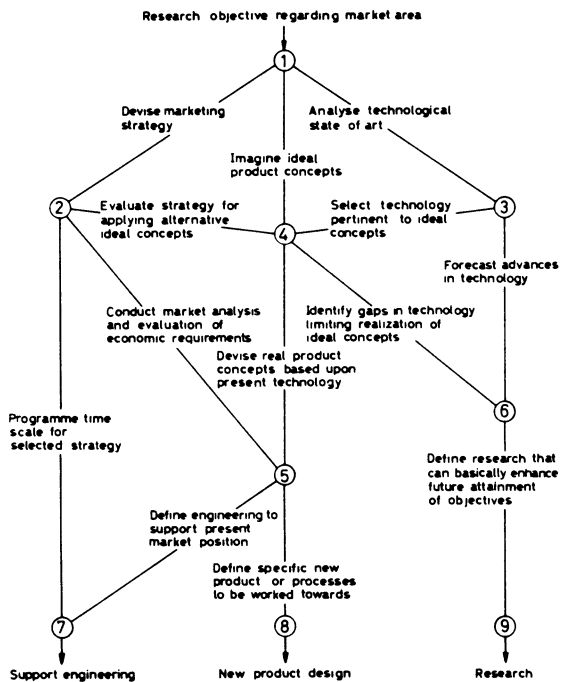 Research objective regarding market area
1
Devise marketing
strategy
Analyse technological
state of art
Imagine ideal
product concepts
2
Evaluate strategy for
applying alternative
ideal concepts
Select technology
pertinent to ideal
concepts
3
4
Forecast advances
in technology
Conduct market analysis
and evaluation of
economic requirements
Identify gaps in technology
limiting realization of
ideal concepts
Devise real product
concepts based upon
present technology
6
Programme time
scale for
selected strategy
Define research that
can basically enhance
future attainment
of objectives
5
Define engineering to
support present
market position
Define specific new
product or processes
to be worked towards
7
8
9
Support engineering
New product design
Research